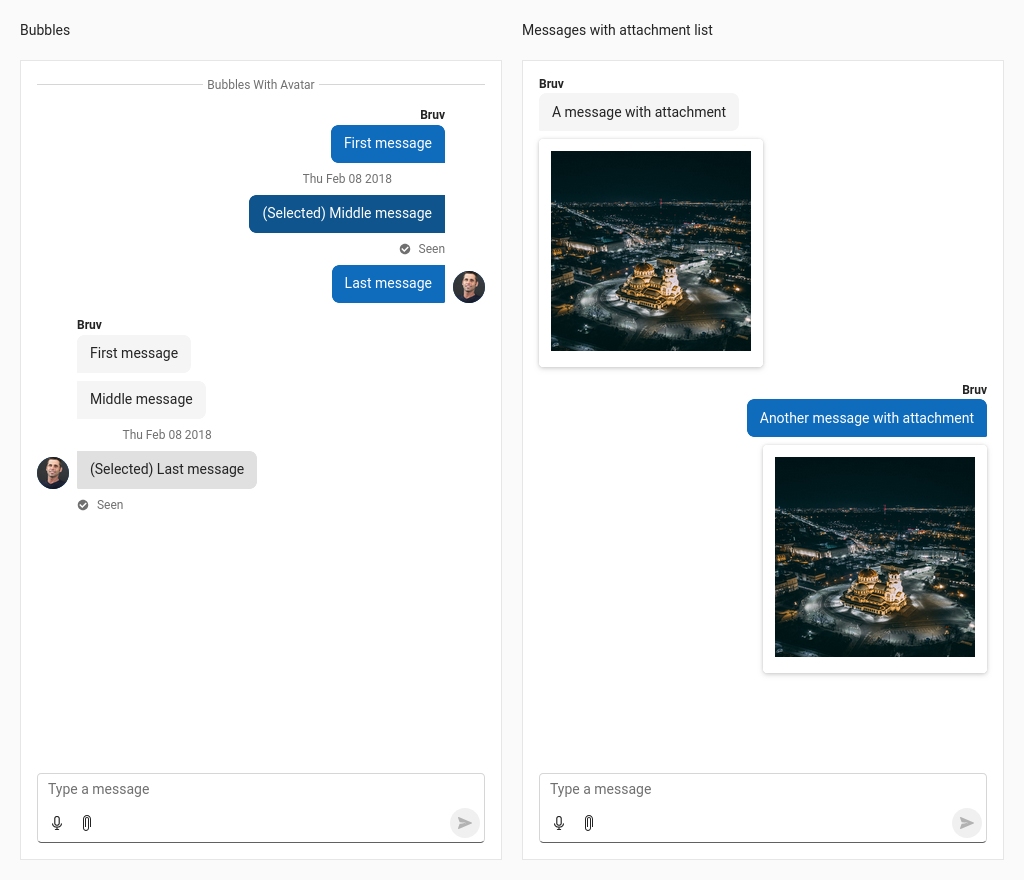 Bubbles
Bubbles With Avatar
Bruv
First message
Thu Feb 08 2018
(Selected) Middle message
Seen
Last message
Bruv
First message
Middle message
Thu Feb 08 2018
(Selected) Last message
Seen
Type a message
Messages with attachment list
Bruv
A message with attachment
Bruv
Another message with attachment
Type a message